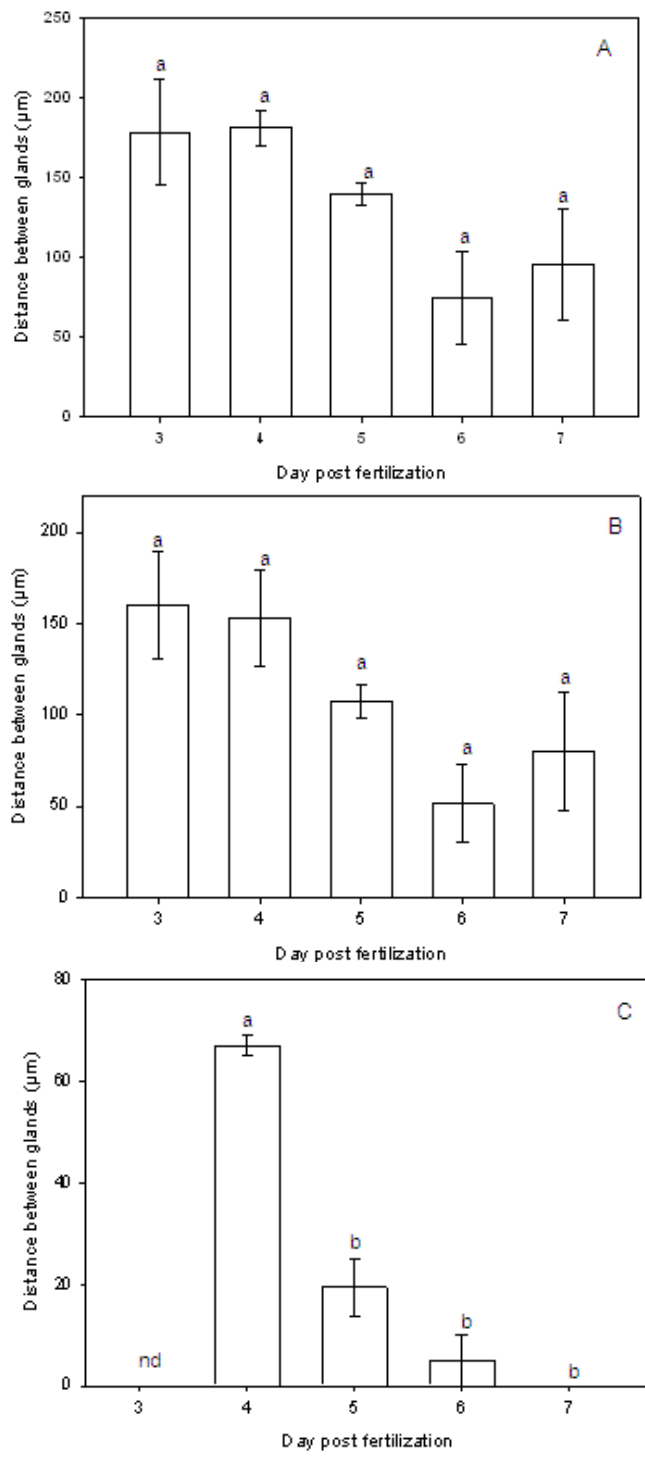 250
A
a
a
200
a
150
a
a
100
50
0
3 4 5 6 7
Distance between glands (µm)
Day post fertilization
B
200
a
a
150
a
a
100
a
50
0
3 4 5 6 7
Distance between glands (µm)
Day post fertilization
80
C
a
60
40
b
20
b
nd
b
0
3 4 5 6 7
Distance between glands (µm)
Day post fertilization